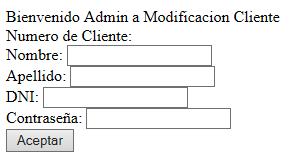 Bienvenido Admin a Modificacion Cliente
Numero de Cliente:
Nombre:
Apellido:
DNI:
Contraseña:
Aceptar